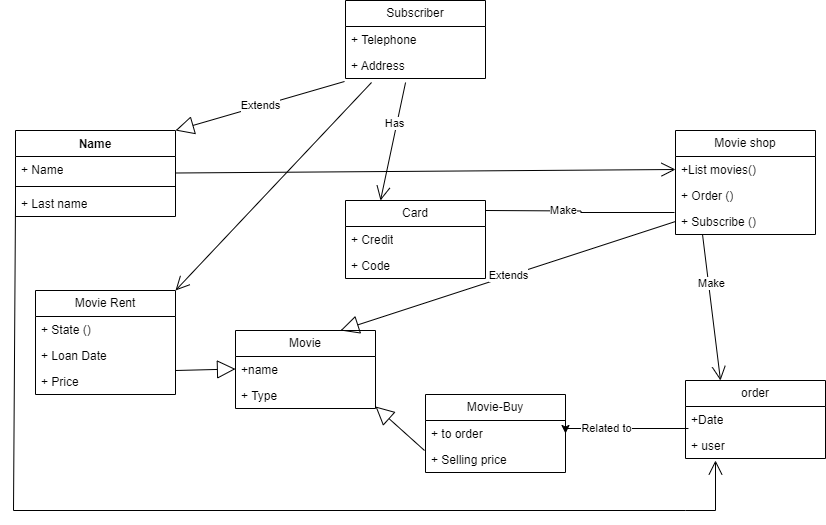 Subscriber
+ Telephone
+ Address
Extends
Has
Name
+ Name
+ Last name
Movie shop
+List movies()
+ Order ()
+ Subscribe ()
Card
+ Credit
+ Code
Make
Extends
Make
Movie Rent
+ State ()
+ Loan Date
+ Price
Movie
+name
+ Type
Movie-Buy
+ to order
+ Selling price
Related to
order
+Date
+ user